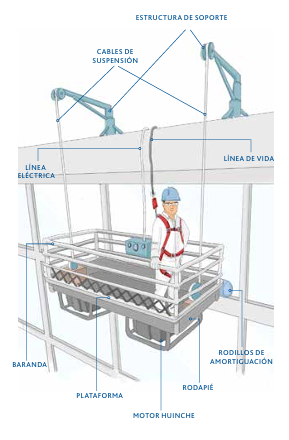 ESTRUCTURA DE SOPORTE
CABLES DE
SUSPENSIÓN
LÍNEA DE VIDA
LÍNEA
ELÉCTRICA
RODILLOS DE
AMORTIGUACIÓN
BARANDA
RODAPIÉ
PLATAFORMA
MOTOR HUINCHE